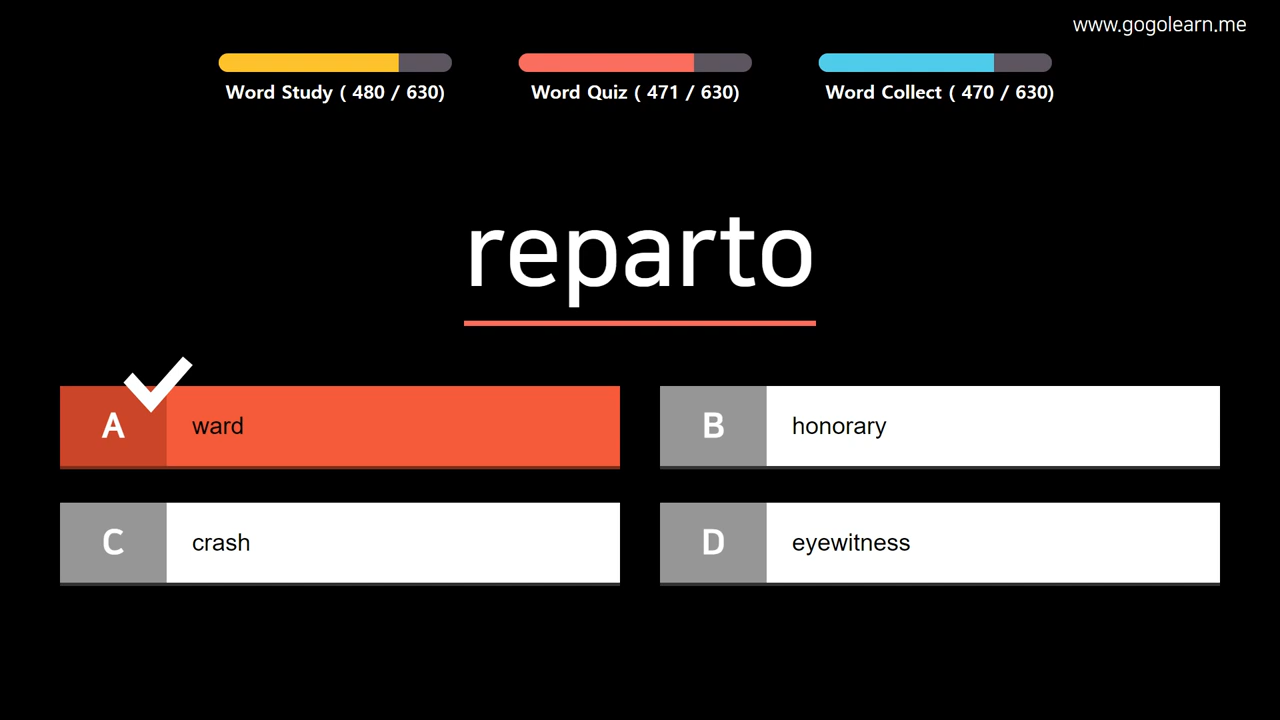 www.gogolearn.me
Word Study ( 480 / 630)
Word Quiz ( 471 / 630)
Word Collect ( 470 / 630)
reparto
A ward
B honorary
C crash
D eyewitness